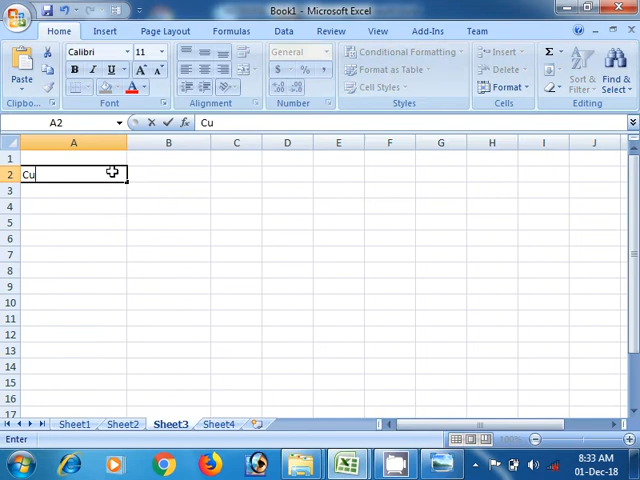 Book1 - Microsoft Excel
Home Insert Page Layout Formulas Data Review View Add-Ins Team
Paste
Clipboard...
Calibri 11
B I U
A A
Font
Alignment
General
$ % ,
Number
Conditional Formatting
Format as Table
Cell Styles
Styles
Insert
Delete
Format
Cells
Σ
Sort & Filter
Find & Select
Editing
A2 fx Cu
A B C D E F G H I J
1
2 Cu
3
4
5
6
7
8
9
10
11
12
13
14
15
16
17
Sheet1 Sheet2 Sheet3 Sheet4
Enter 100%
8:33 AM
01-Dec-18